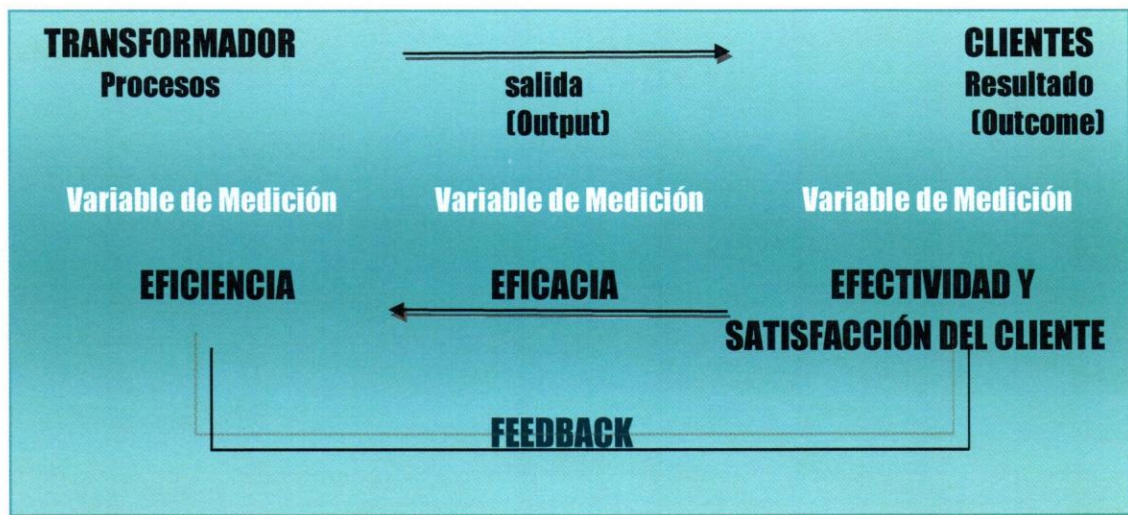 TRANSFORMADOR
Procesos
salida
(Output)
CLIENTES
Resultado
(Outcome)
Variable de Medición
Variable de Medición
Variable de Medición
EFICIENCIA
EFICACIA
EFECTIVIDAD Y
SATISFACCIÓN DEL CLIENTE
FEEDBACK